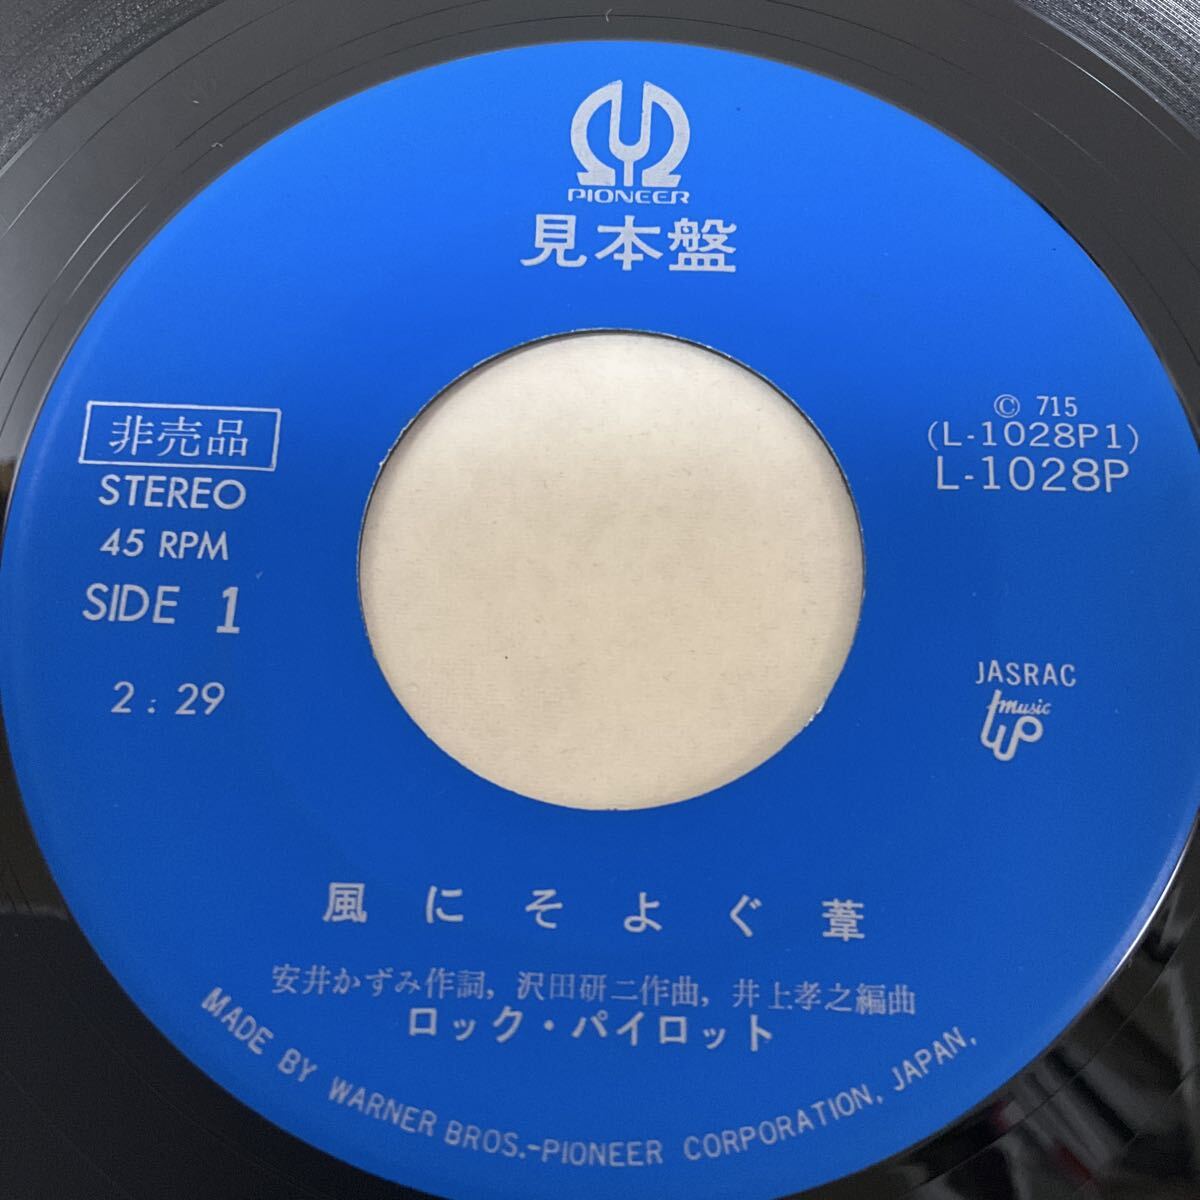 PIONEER
見本盤
非売品
STEREO
45 RPM
SIDE 1
2:29
© 715
(L-1028P1)
L-1028P
JASRAC
music
風にそよぐ葦
安井かずみ作詞, 沢田研二作曲, 井上孝之編曲
ロック・パイロット
MADE BY WARNER BROS.-PIONEER CORPORATION, JAPAN.